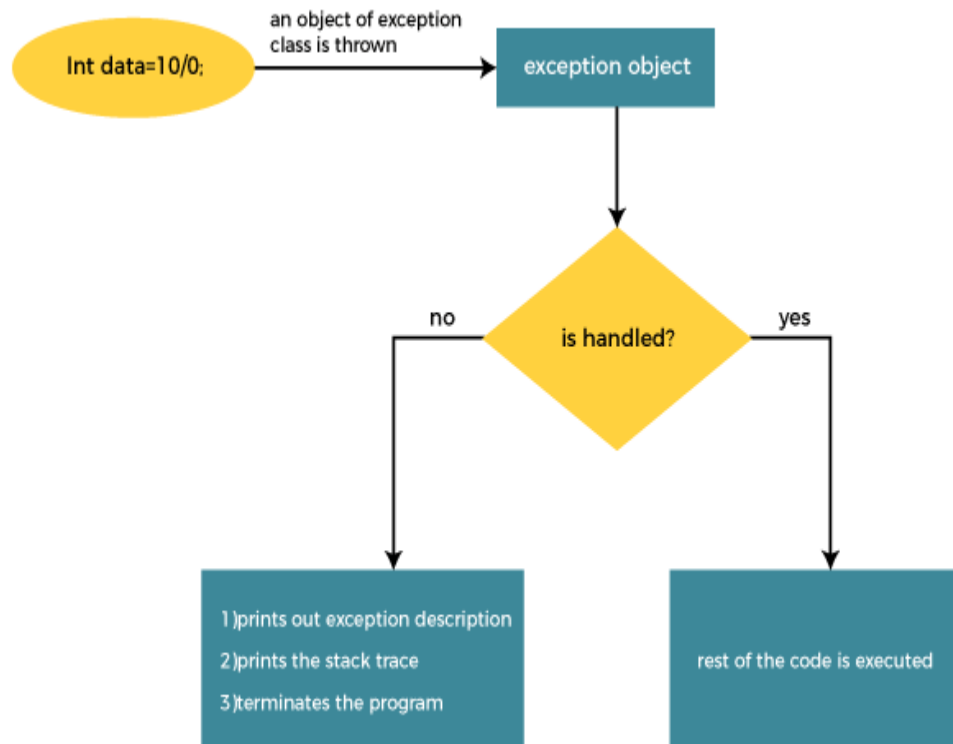 an object of exception
class is thrown
Int data=10/0;
exception object
no
is handled?
yes
1)prints out exception description
2)prints the stack trace
3)terminates the program
rest of the code is executed